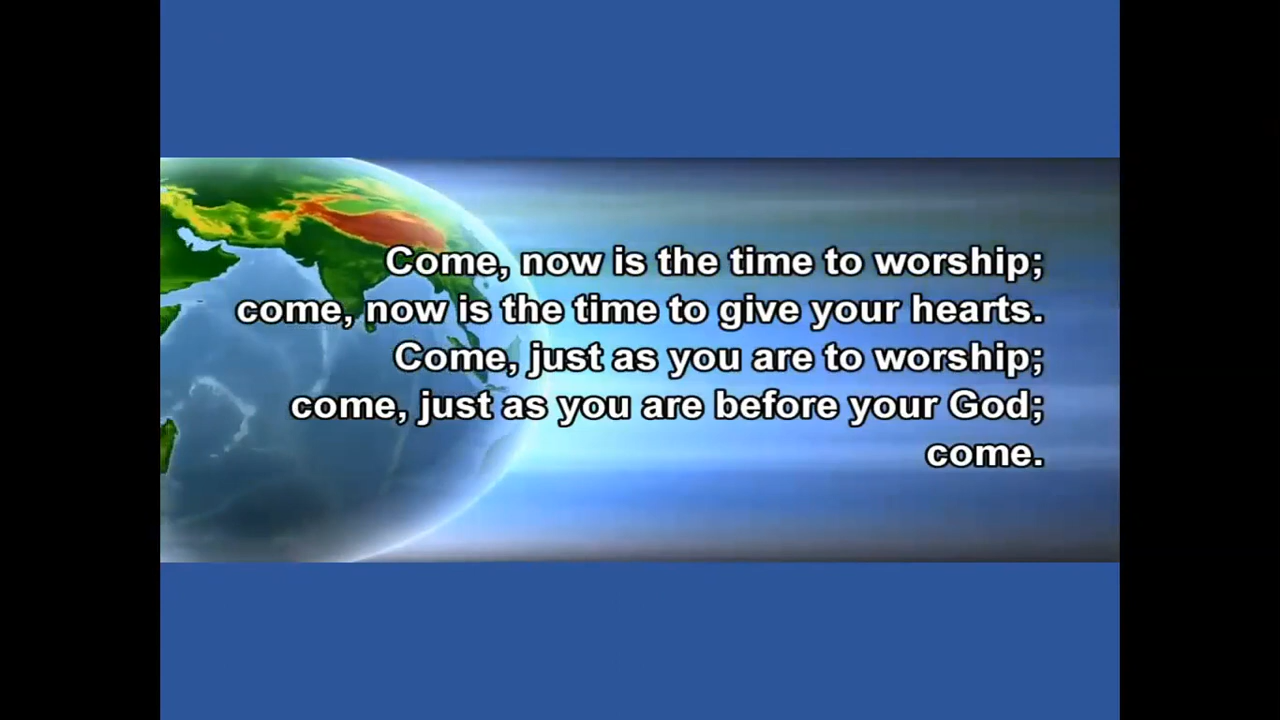 Come, now is the time to worship;
come, now is the time to give your hearts.
Come, just as you are to worship;
come, just as you are before your God;
come.